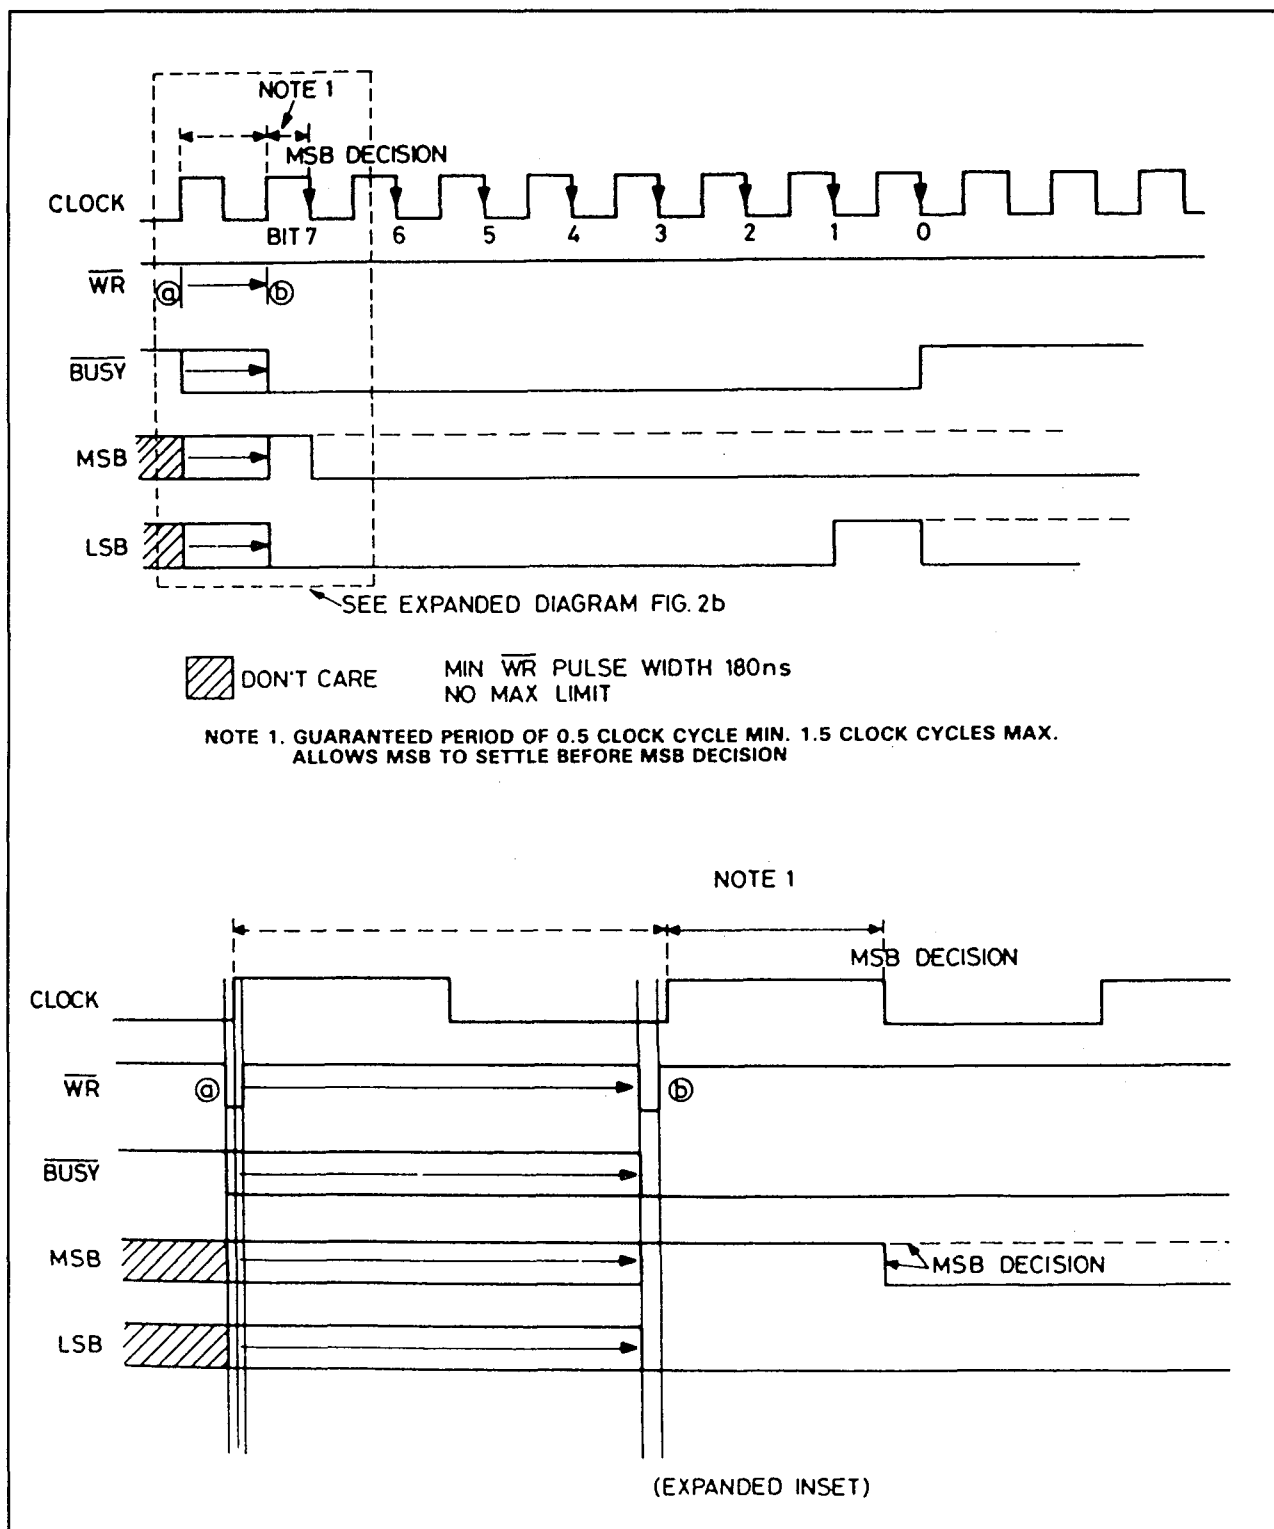 NOTE 1
MSB DECISION
CLOCK
BIT 7 6 5 4 3 2 1 0
WR
ⓐ ⓑ
BUSY
MSB
LSB
SEE EXPANDED DIAGRAM FIG. 2b
DON'T CARE
MIN WR PULSE WIDTH 180ns
NO MAX LIMIT
NOTE 1. GUARANTEED PERIOD OF 0.5 CLOCK CYCLE MIN. 1.5 CLOCK CYCLES MAX.
ALLOWS MSB TO SETTLE BEFORE MSB DECISION
NOTE 1
MSB DECISION
CLOCK
WR
ⓐ ⓑ
BUSY
MSB
MSB DECISION
LSB
(EXPANDED INSET)